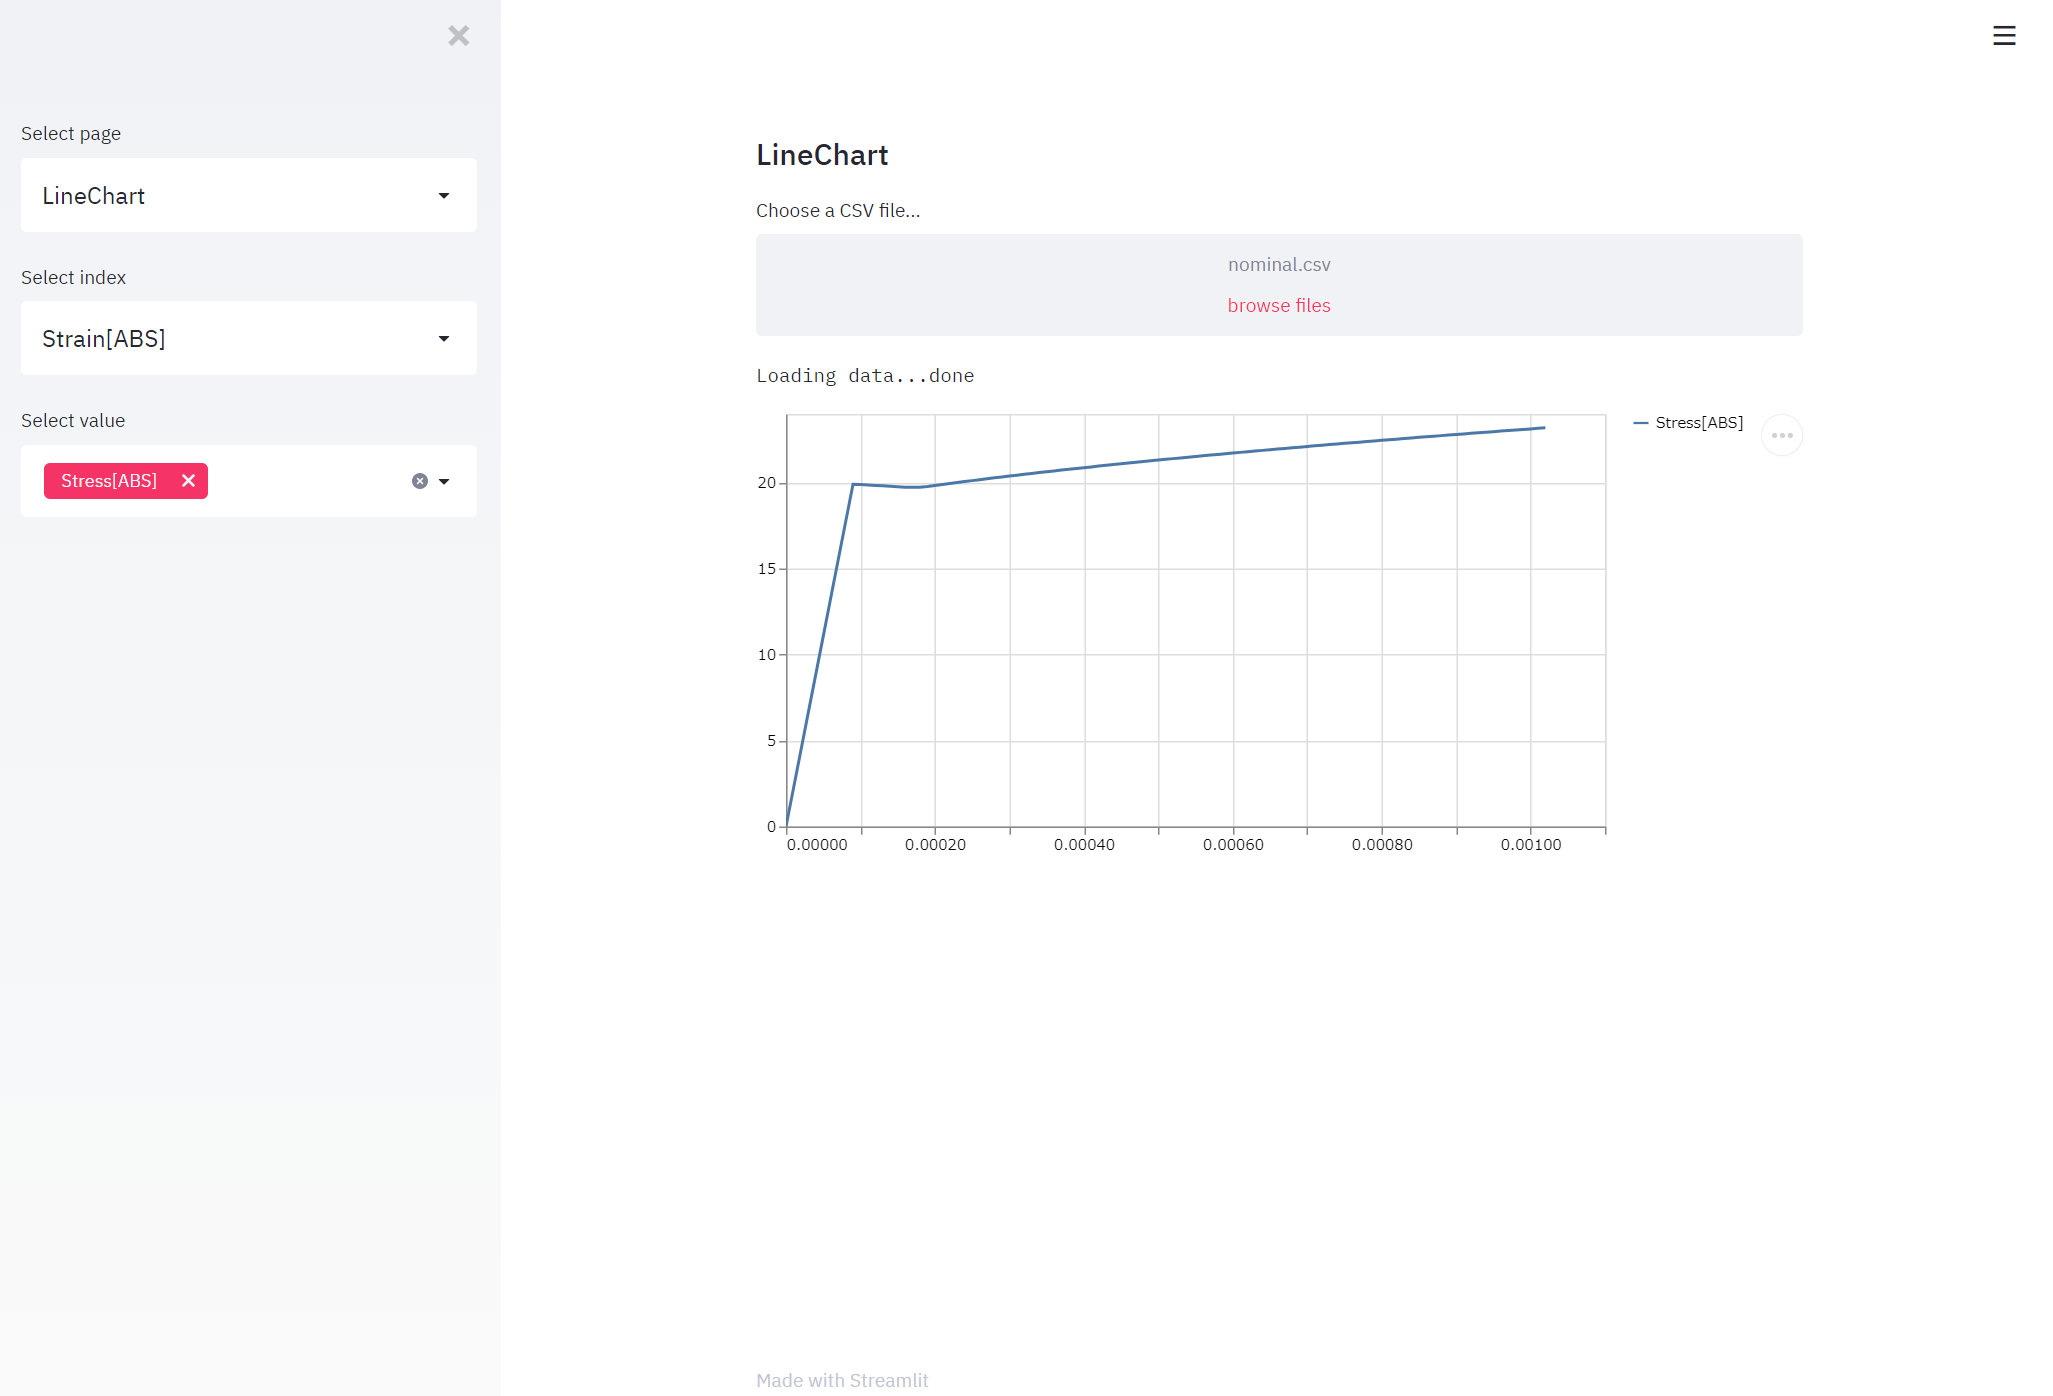 Select page
LineChart
Select index
Strain[ABS]
Select value
Stress[ABS]
LineChart
Choose a CSV file...
nominal.csv
browse files
Loading data...done
Stress[ABS]
20
15
10
5
0
0.00000 0.00020 0.00040 0.00060 0.00080 0.00100
Made with Streamlit